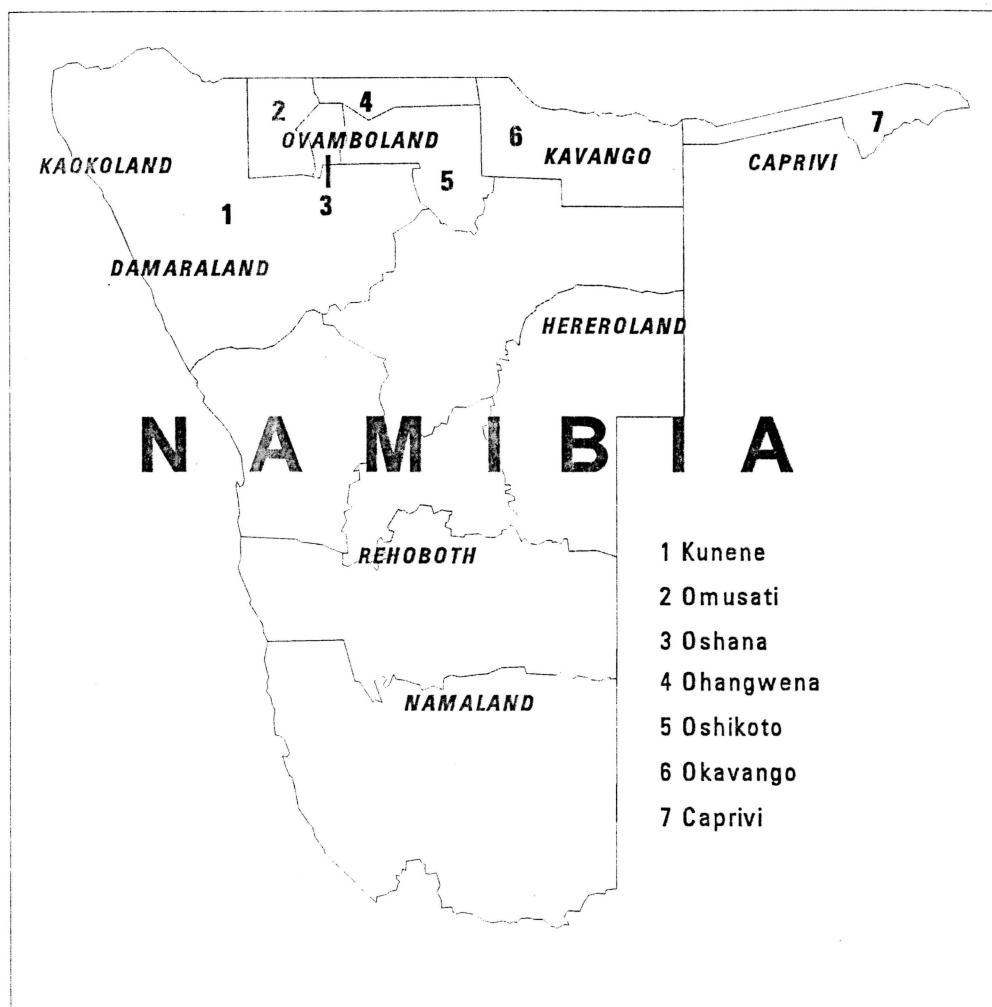 2
4
OVAMBOLAND
6
KAVANGO
7
CAPRIVI
KAOKOLAND
5
3
1
DAMARALAND
HEREROLAND
NAMIBIA
REHOBOTH
NAMALAND
1 Kunene
2 Omusati
3 Oshana
4 Ohangwena
5 Oshikoto
6 Okavango
7 Caprivi